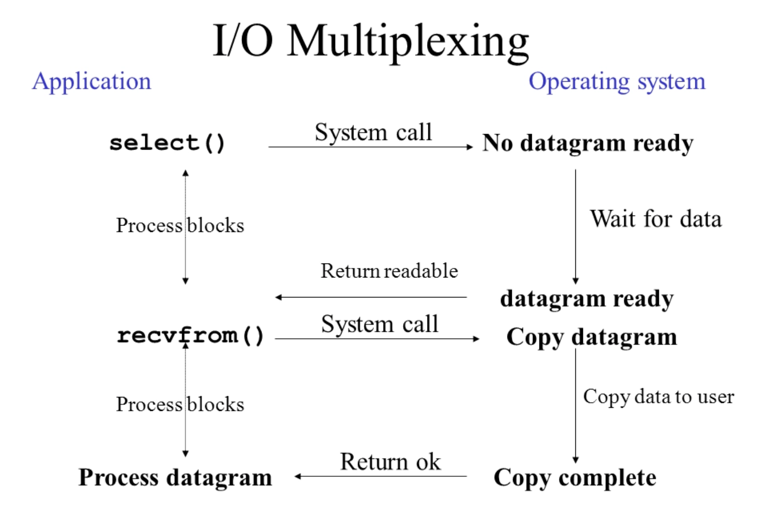 I/O Multiplexing
Application
Operating system
select()
System call
No datagram ready
Process blocks
Wait for data
Return readable
datagram ready
recvfrom()
System call
Copy datagram
Process blocks
Copy data to user
Process datagram
Return ok
Copy complete